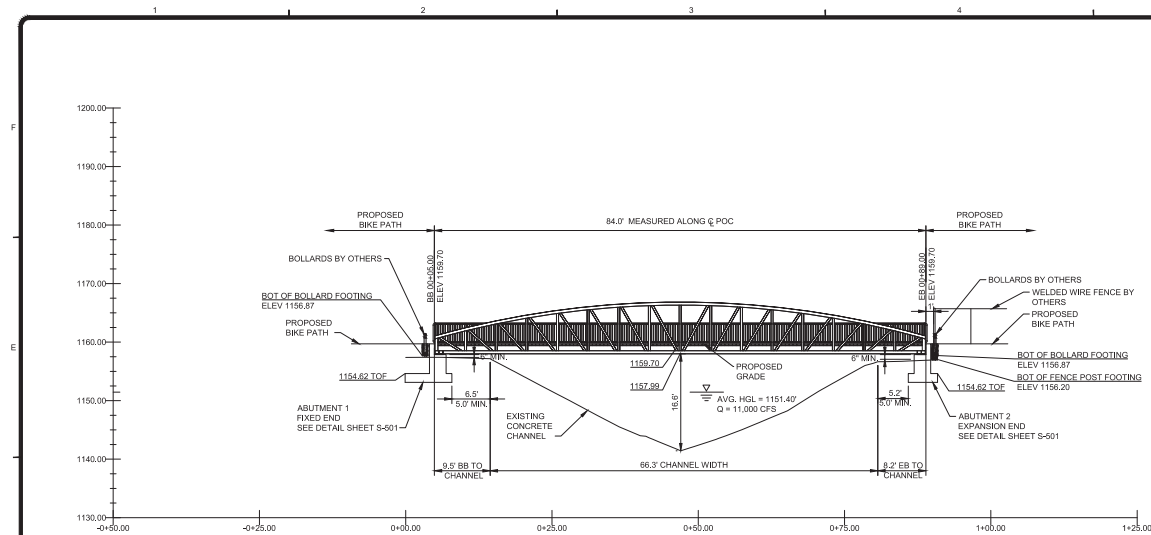 1
2
3
4
F
E
1200.00
1190.00
1180.00
1170.00
1160.00
1150.00
1140.00
1130.00
PROPOSED
BIKE PATH
84.0' MEASURED ALONG ℄ POC
PROPOSED
BIKE PATH
BB 00+05.00
ELEV 1159.70
EB 00+89.00
ELEV 1159.70
1'
BOLLARDS BY OTHERS
BOT OF BOLLARD FOOTING
ELEV 1156.87
PROPOSED
BIKE PATH
BOLLARDS BY OTHERS
WELDED WIRE FENCE BY
OTHERS
PROPOSED
BIKE PATH
BOT OF BOLLARD FOOTING
ELEV 1156.87
BOT OF FENCE POST FOOTING
ELEV 1156.20
6" MIN.
6" MIN.
1159.70
1157.99
PROPOSED
GRADE
1154.62 TOF
1154.62 TOF
6.5'
5.0' MIN.
5.2'
5.0' MIN.
16.6'
AVG. HGL = 1151.40'
Q = 11,000 CFS
ABUTMENT 1
FIXED END
SEE DETAIL SHEET S-501
EXISTING
CONCRETE
CHANNEL
ABUTMENT 2
EXPANSION END
SEE DETAIL SHEET S-501
9.5' BB TO
CHANNEL
66.3' CHANNEL WIDTH
8.2' EB TO
CHANNEL
-0+50.00
-0+25.00
0+00.00
0+25.00
0+50.00
0+75.00
1+00.00
1+25.00